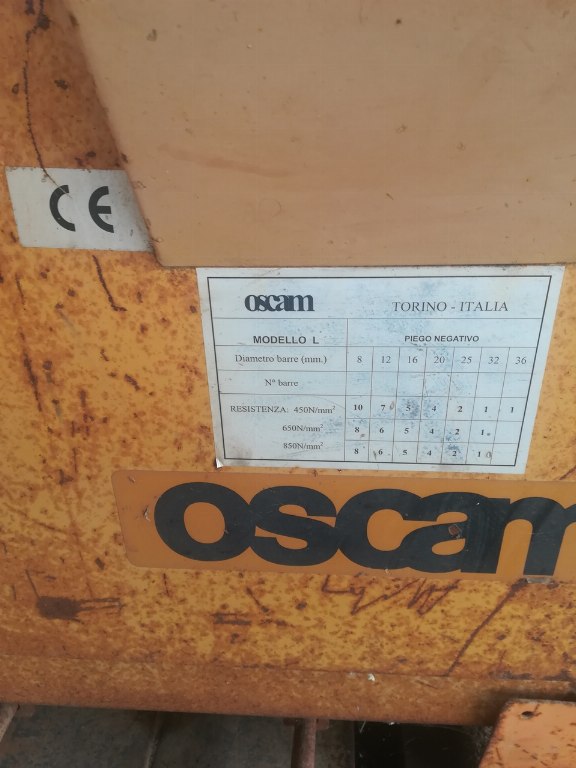 CE
oscam TORINO - ITALIA
MODELLO L PIEGO NEGATIVO
Diametro barre (mm.) 8 12 16 20 25 32 36
N° barre
RESISTENZA: 450N/mm² 10 7 5 4 2 1 1
650N/mm² 8 6 5 4 2 1
850N/mm² 8 6 5 4 2 1
oscam